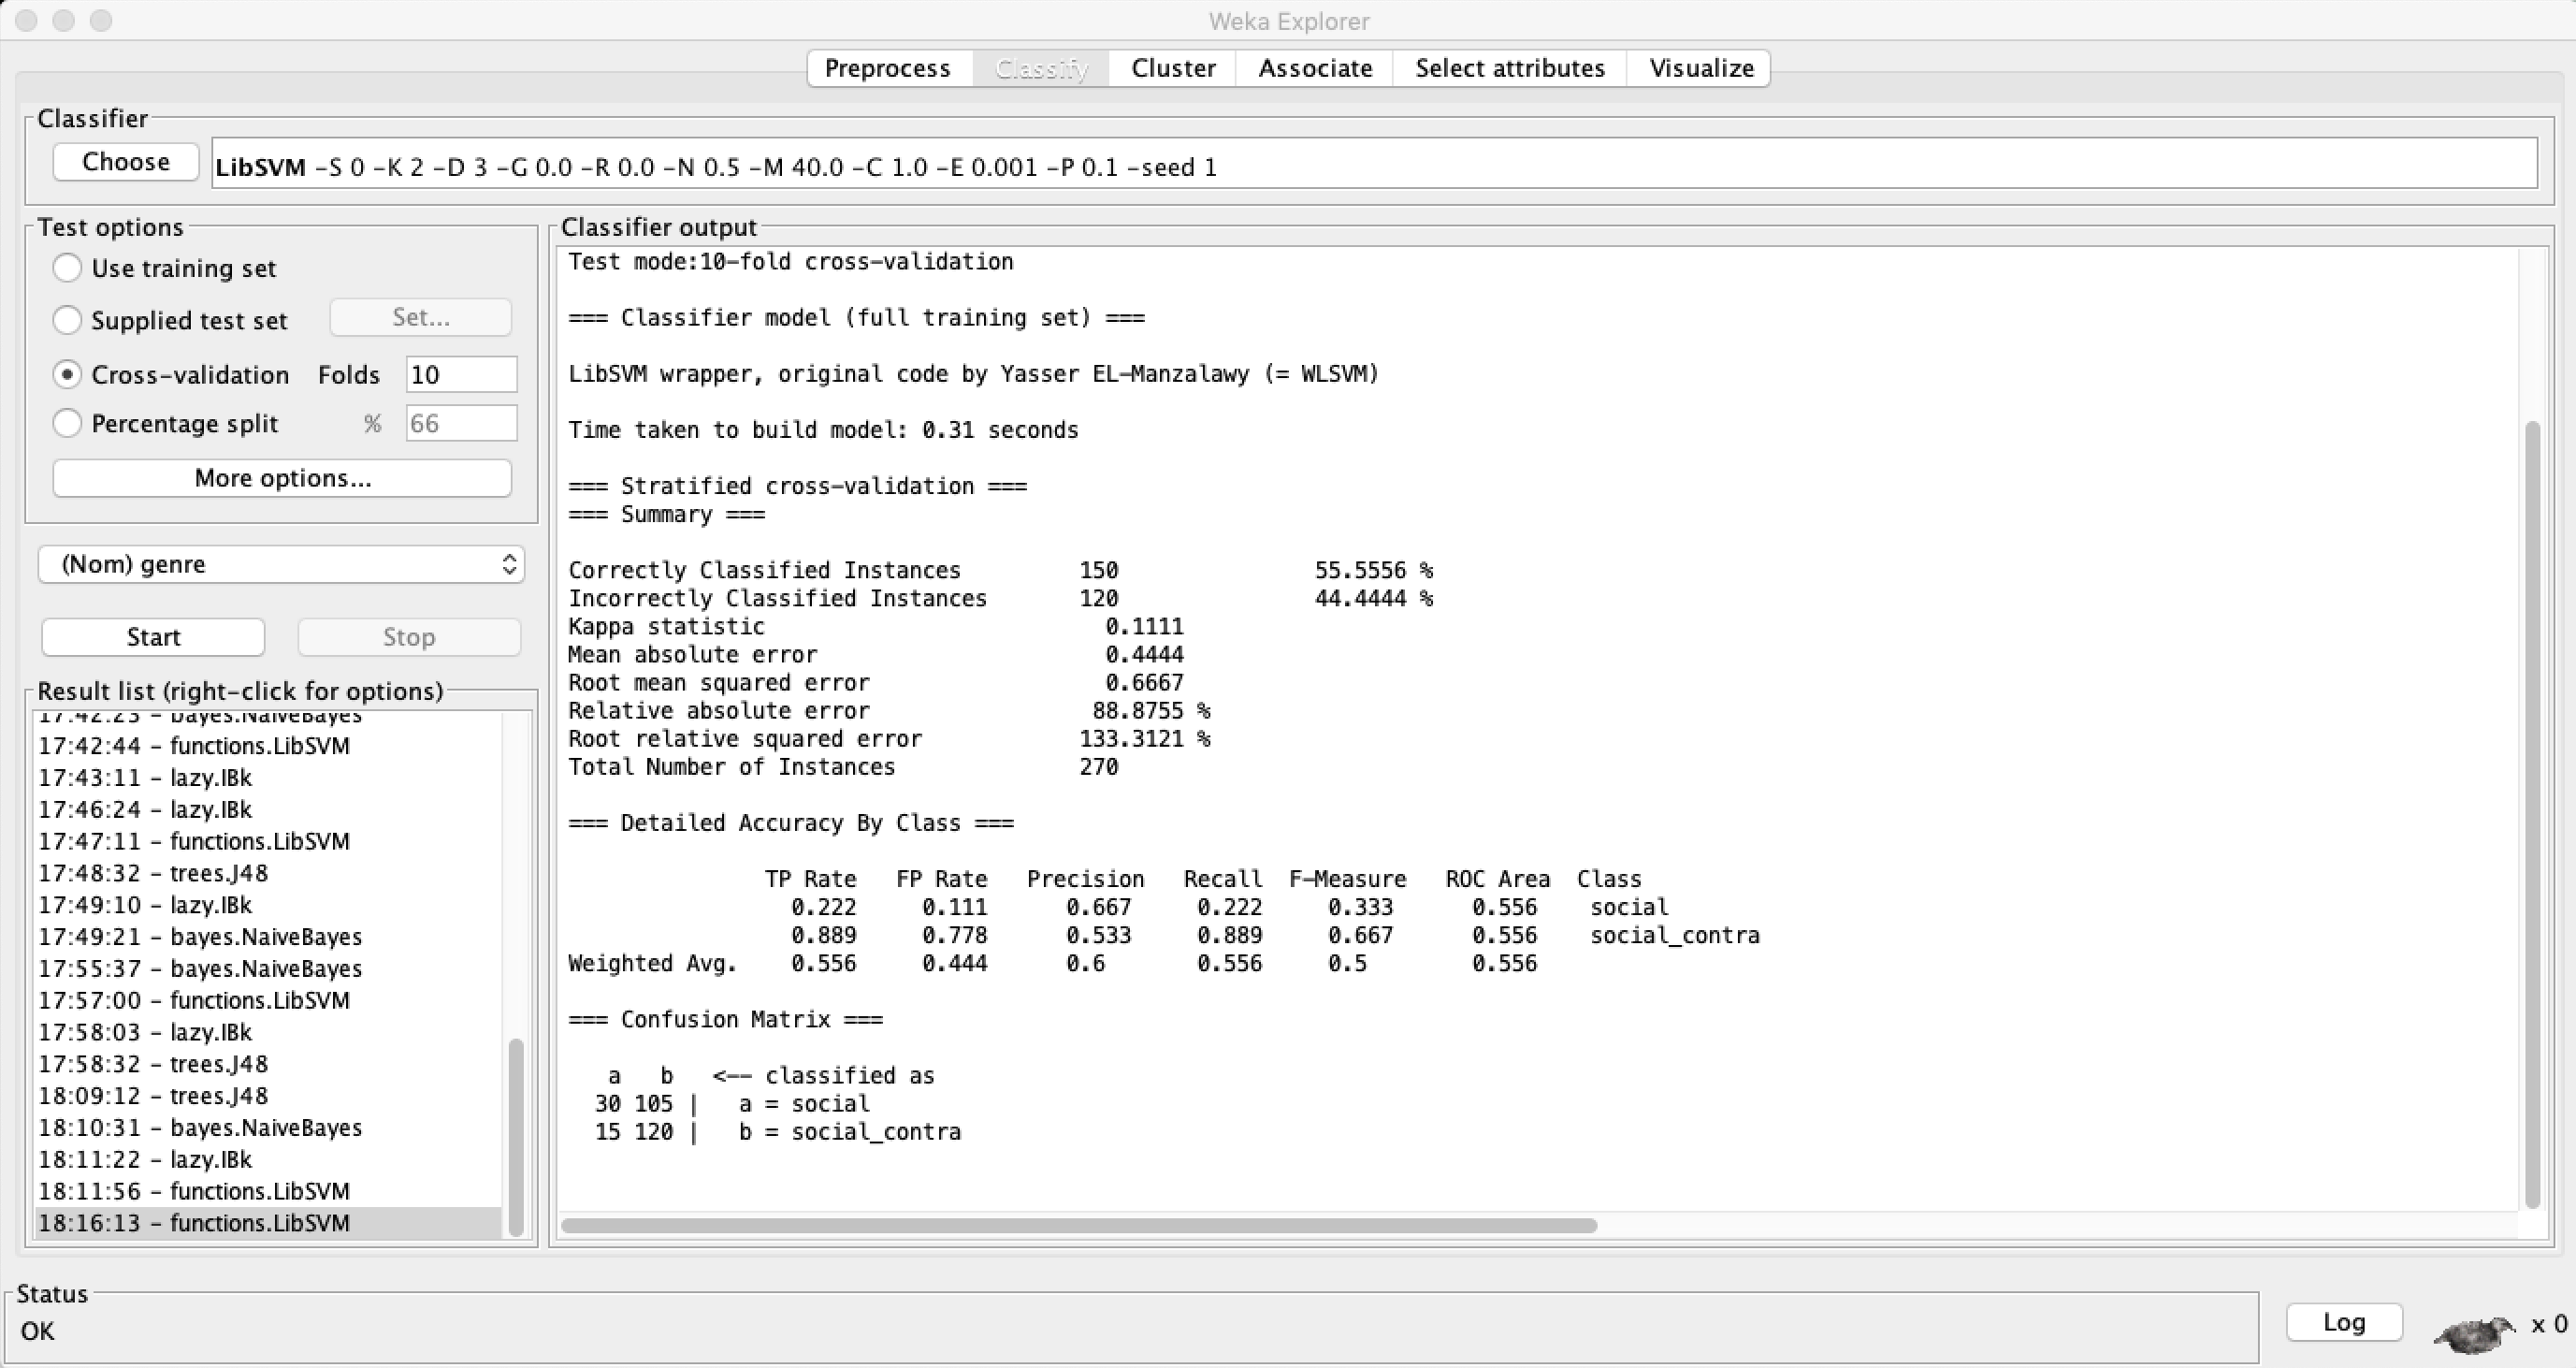 Weka Explorer
Preprocess Classify Cluster Associate Select attributes Visualize
Classifier
Choose LibSVM -S 0 -K 2 -D 3 -G 0.0 -R 0.0 -N 0.5 -M 40.0 -C 1.0 -E 0.001 -P 0.1 -seed 1
Test options
Use training set
Supplied test set Set...
Cross-validation Folds 10
Percentage split % 66
More options...
(Nom) genre
Start Stop
Result list (right-click for options)
17:42:23 - bayes.NaiveBayes
17:42:44 - functions.LibSVM
17:43:11 - lazy.IBk
17:46:24 - lazy.IBk
17:47:11 - functions.LibSVM
17:48:32 - trees.J48
17:49:10 - lazy.IBk
17:49:21 - bayes.NaiveBayes
17:55:37 - bayes.NaiveBayes
17:57:00 - functions.LibSVM
17:58:03 - lazy.IBk
17:58:32 - trees.J48
18:09:12 - trees.J48
18:10:31 - bayes.NaiveBayes
18:11:22 - lazy.IBk
18:11:56 - functions.LibSVM
18:16:13 - functions.LibSVM
Classifier output
Test mode:10-fold cross-validation
=== Classifier model (full training set) ===
LibSVM wrapper, original code by Yasser EL-Manzalawy (= WLSVM)
Time taken to build model: 0.31 seconds
=== Stratified cross-validation ===
=== Summary ===
Correctly Classified Instances 150 55.5556 %
Incorrectly Classified Instances 120 44.4444 %
Kappa statistic 0.1111
Mean absolute error 0.4444
Root mean squared error 0.6667
Relative absolute error 88.8755 %
Root relative squared error 133.3121 %
Total Number of Instances 270
=== Detailed Accuracy By Class ===
TP Rate FP Rate Precision Recall F-Measure ROC Area Class
0.222 0.111 0.667 0.222 0.333 0.556 social
0.889 0.778 0.533 0.889 0.667 0.556 social_contra
Weighted Avg. 0.556 0.444 0.6 0.556 0.5 0.556
=== Confusion Matrix ===
a b <-- classified as
30 105 | a = social
15 120 | b = social_contra
Status
OK
Log x 0